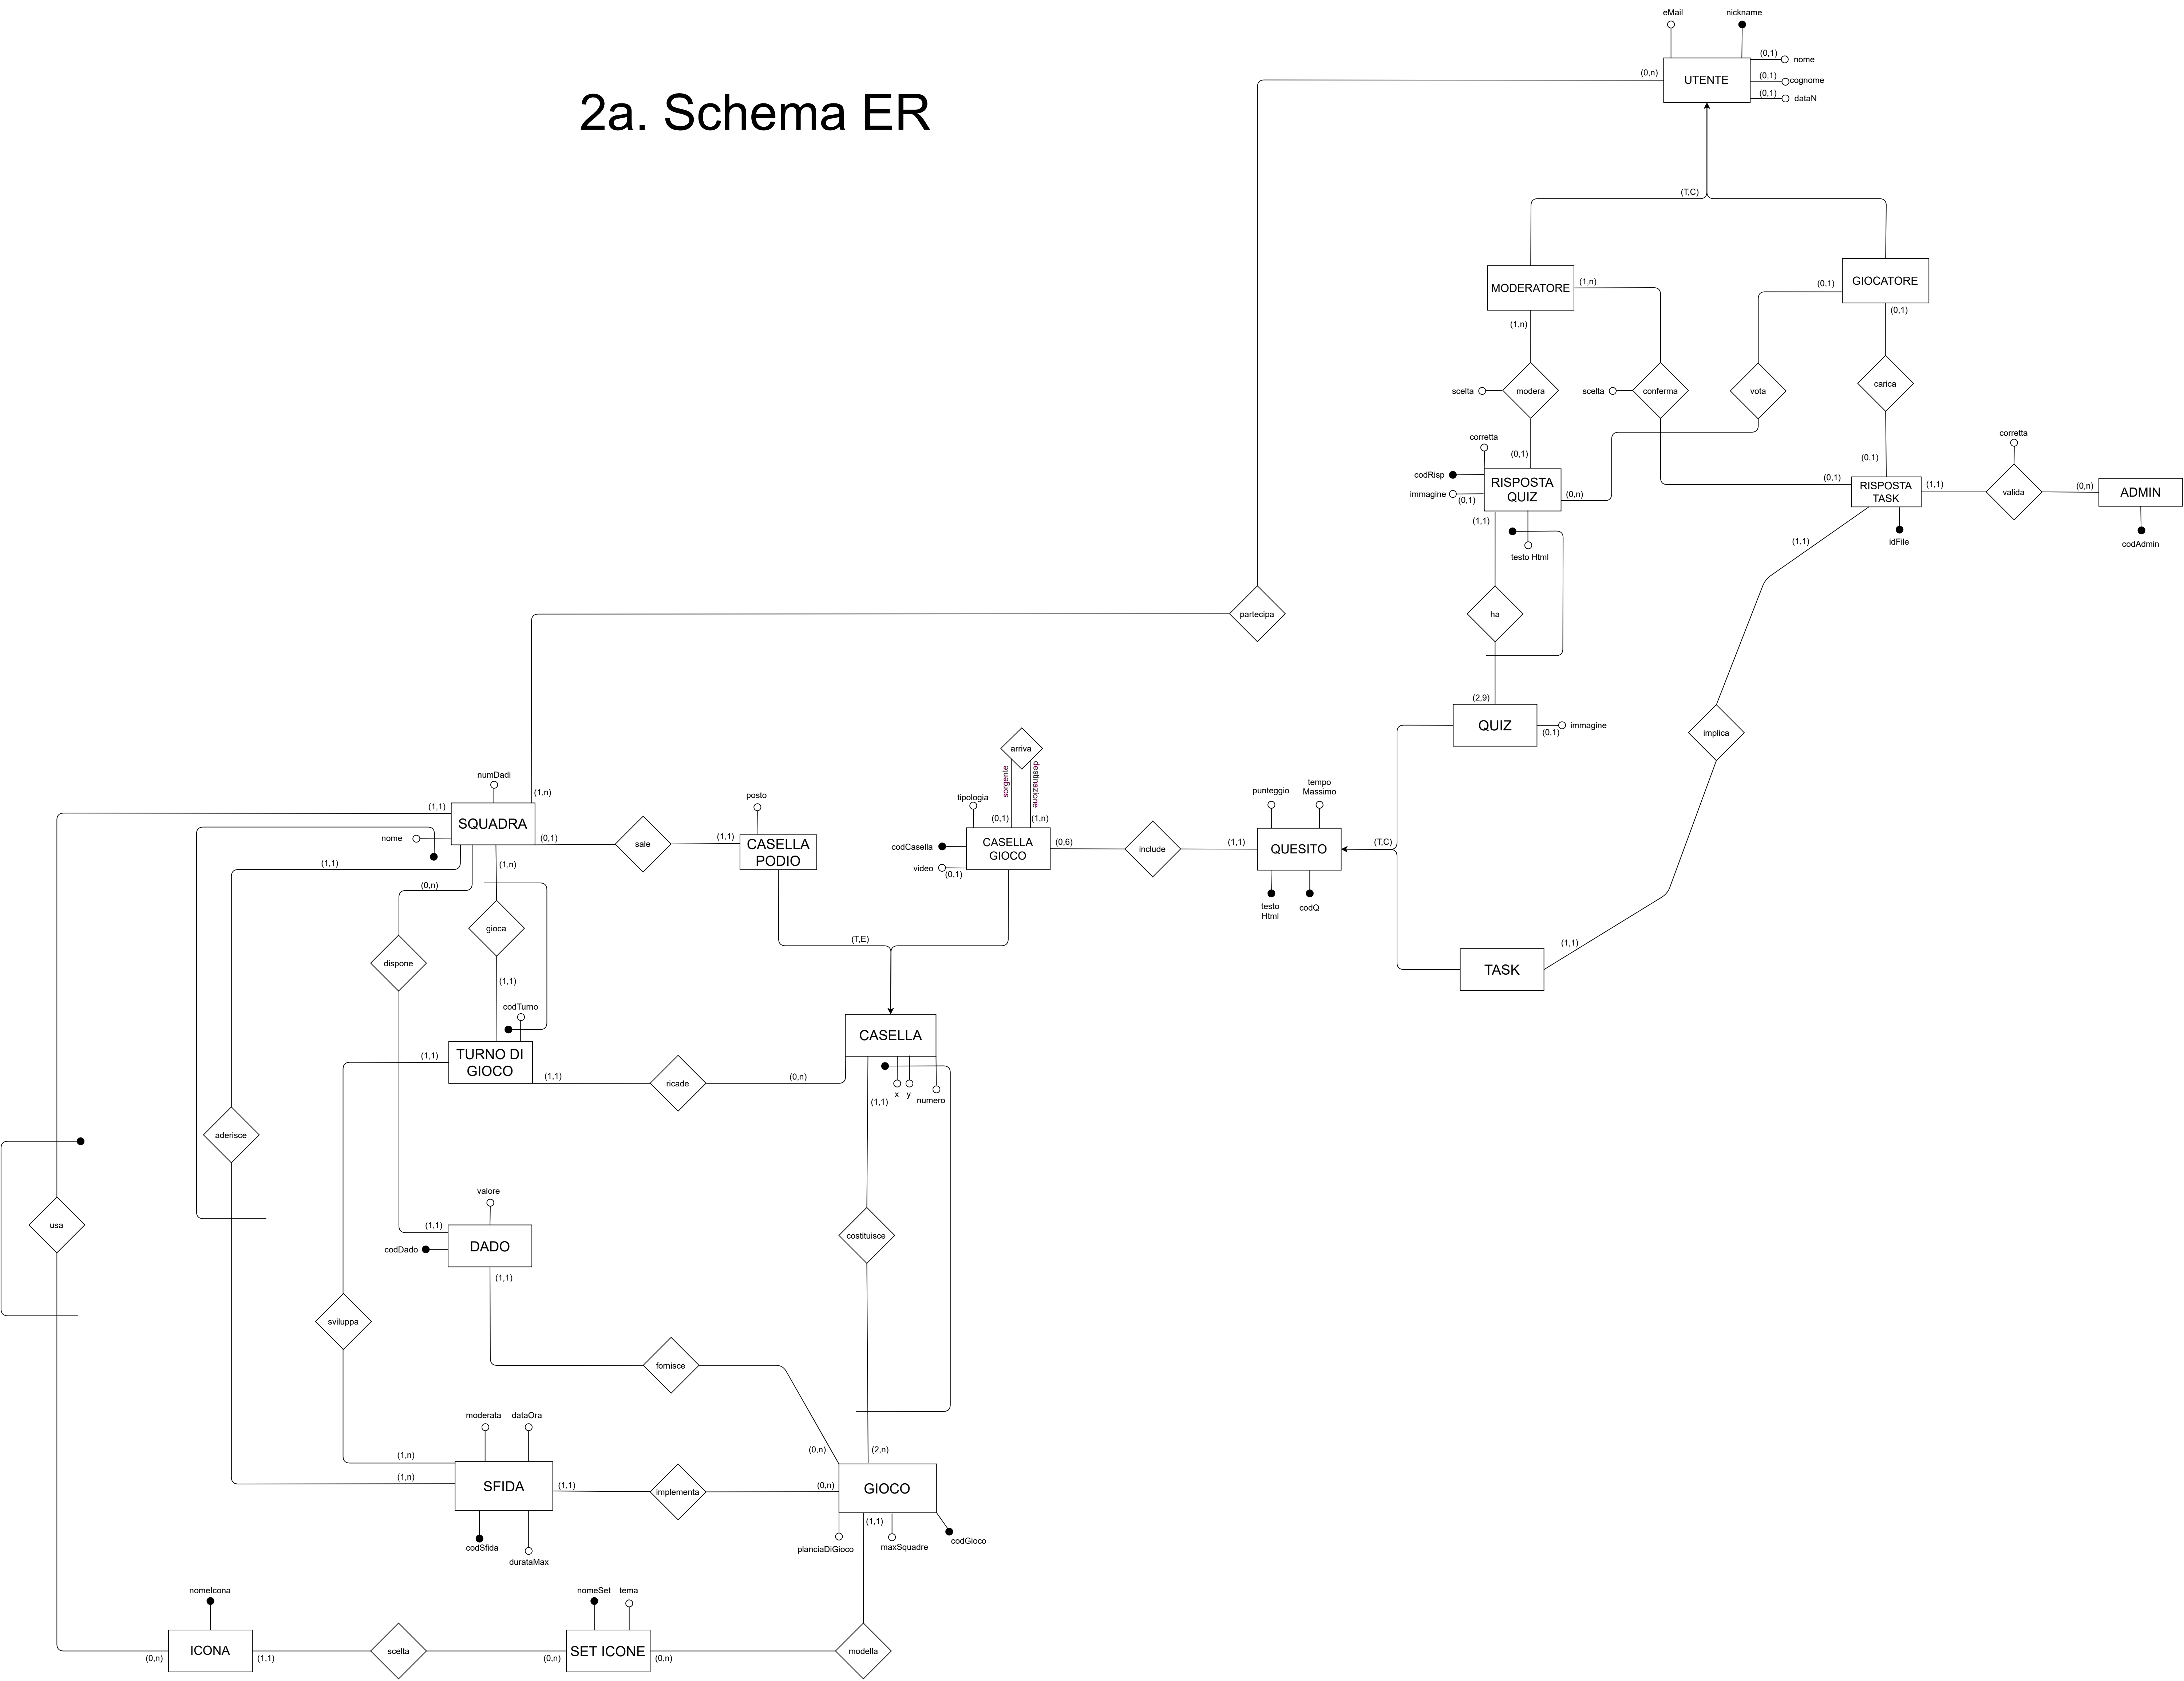 eMail
nickname
(0,1)
nome
(0,n)
UTENTE
(0,1)
cognome
(0,1)
dataN
2a. Schema ER
(T,C)
MODERATORE
(1,n)
(0,1)
GIOCATORE
(1,n)
(0,1)
scelta
modera
scelta
conferma
vota
carica
corretta
corretta
(0,1)
(0,1)
codRisp
RISPOSTA
QUIZ
immagine
(0,1)
(0,n)
(0,1)
RISPOSTA
TASK
(1,1)
valida
(0,n)
ADMIN
(1,1)
testo Html
(1,1)
idFile
codAdmin
partecipa
ha
(2,9)
QUIZ
(0,1)
immagine
implica
arriva
sorgente
destinazione
numDadi
(1,n)
posto
tipologia
punteggio
tempo
Massimo
(1,1)
SQUADRA
nome
(0,1)
sale
(1,1)
CASELLA
PODIO
(0,1)
(1,n)
codCasella
CASELLA
GIOCO
(0,6)
include
(1,1)
QUESITO
(T,C)
video
(0,1)
(1,1)
(1,n)
(0,n)
testo
Html
codQ
gioca
(T,E)
(1,1)
TASK
dispone
(1,1)
codTurno
CASELLA
(1,1)
TURNO DI
GIOCO
(1,1)
ricade
(0,n)
(1,1)
x
y
numero
aderisce
valore
usa
(1,1)
costituisce
codDado
DADO
(1,1)
sviluppa
fornisce
moderata
dataOra
(1,n)
(0,n)
(2,n)
(1,n)
SFIDA
(1,1)
implementa
(0,n)
GIOCO
codSfida
durataMax
planciaDiGioco
(1,1)
maxSquadre
codGioco
nomeIcona
nomeSet
tema
ICONA
scelta
SET ICONE
modella
(0,n)
(1,1)
(0,n)
(0,n)